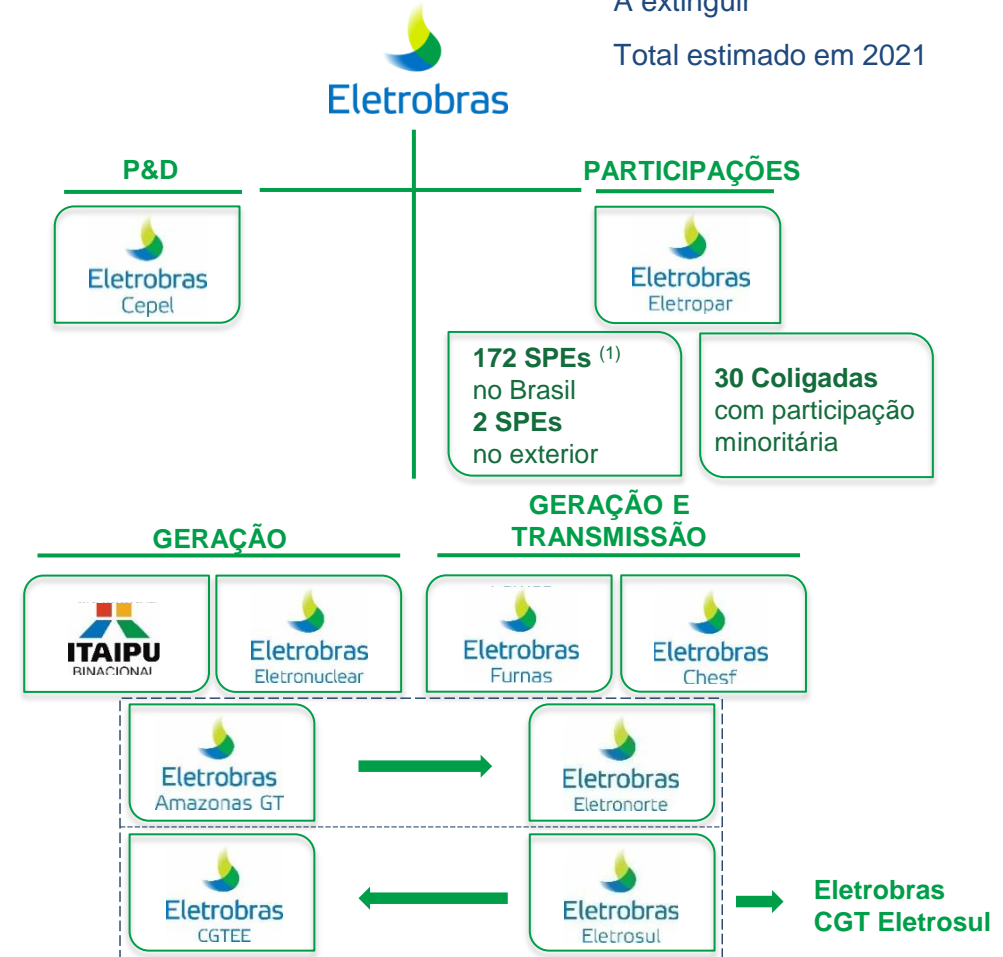 A extinguir
Total estimado em 2021
Eletrobras
P&D
PARTICIPAÇÕES
Eletrobras
Cepel
Eletrobras
Eletropar
172 SPEs (1)
no Brasil
2 SPEs
no exterior
30 Coligadas
com participação
minoritária
GERAÇÃO
GERAÇÃO E
TRANSMISSÃO
ITAIPU
BINACIONAL
Eletrobras
Eletronuclear
Eletrobras
Furnas
Eletrobras
Chesf
Eletrobras
Amazonas GT
Eletrobras
Eletronorte
Eletrobras
CGTEE
Eletrobras
Eletrosul
Eletrobras
CGT Eletrosul